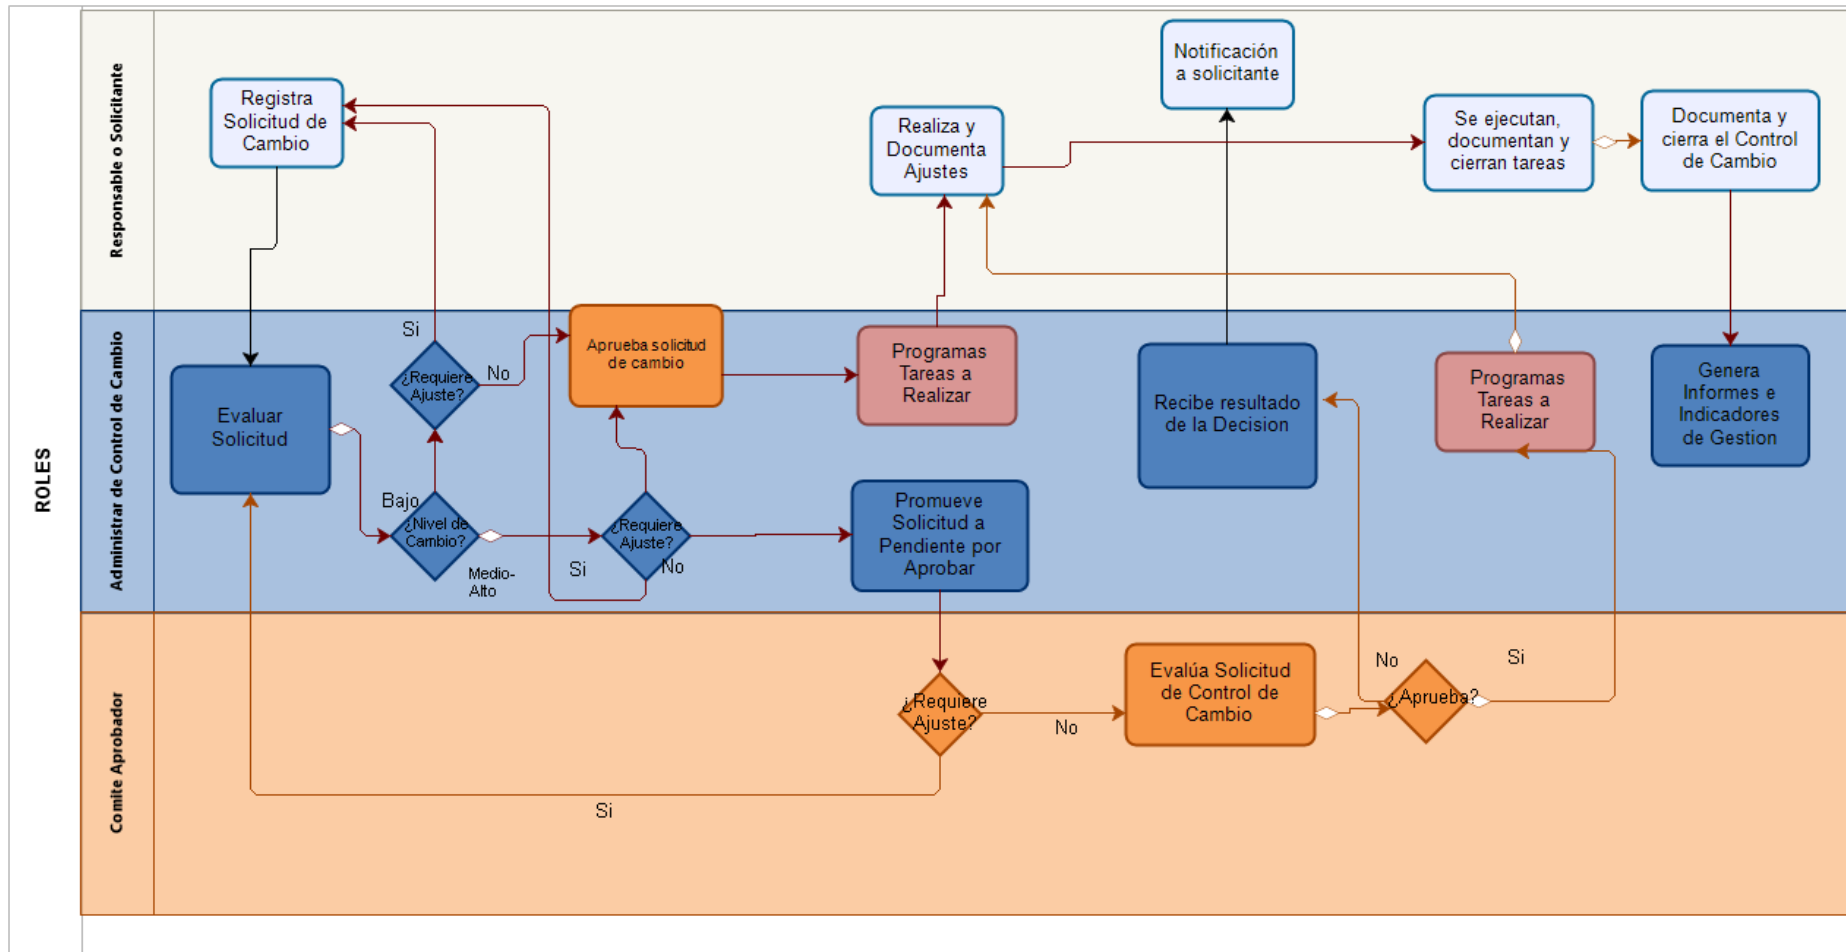 ROLES
Responsable o Solicitante
Registra
Solicitud de
Cambio
Realiza y
Documenta
Ajustes
Notificación
a solicitante
Se ejecutan,
documentan y
cierran tareas
Documenta y
cierra el Control
de Cambio
Administrar de Control de Cambio
Evaluar
Solicitud
Si
¿Requiere
Ajuste?
No
Bajo
¿Nivel de
Cambio?
Medio-
Alto
Aprueba solicitud
de cambio
Si
¿Requiere
Ajuste?
No
Programas
Tareas a
Realizar
Promueve
Solicitud a
Pendiente por
Aprobar
Recibe resultado
de la Decision
Programas
Tareas a
Realizar
Genera
Informes e
Indicadores
de Gestion
Comite Aprobador
¿Requiere
Ajuste?
Si
No
Evalúa Solicitud
de Control de
Cambio
No
¿Aprueba?
Si